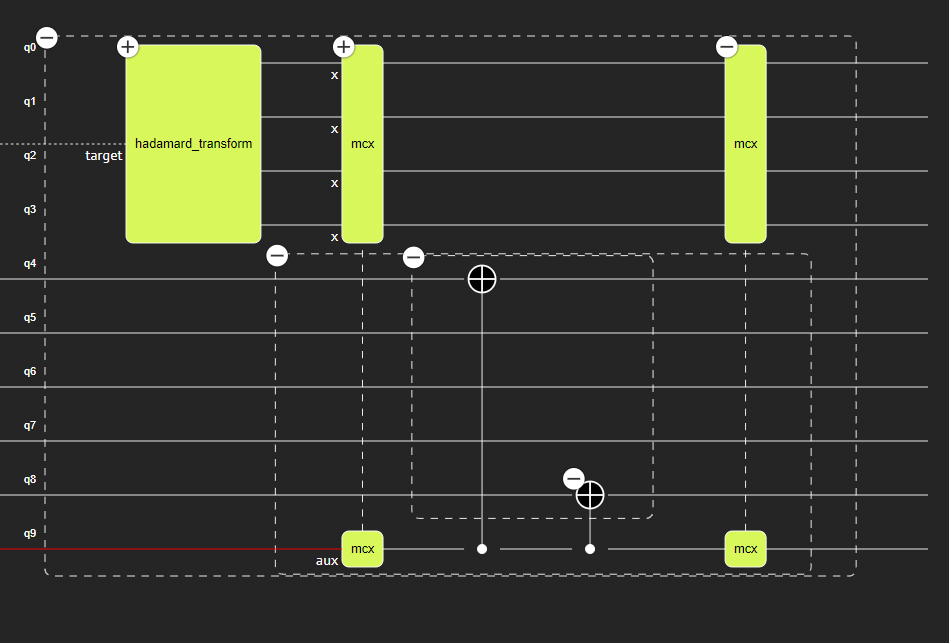 q0
x
q1
x
hadamard_transform
mcx
mcx
q2
target
x
q3
x
q4
q5
q6
q7
q8
q9
mcx
mcx
aux